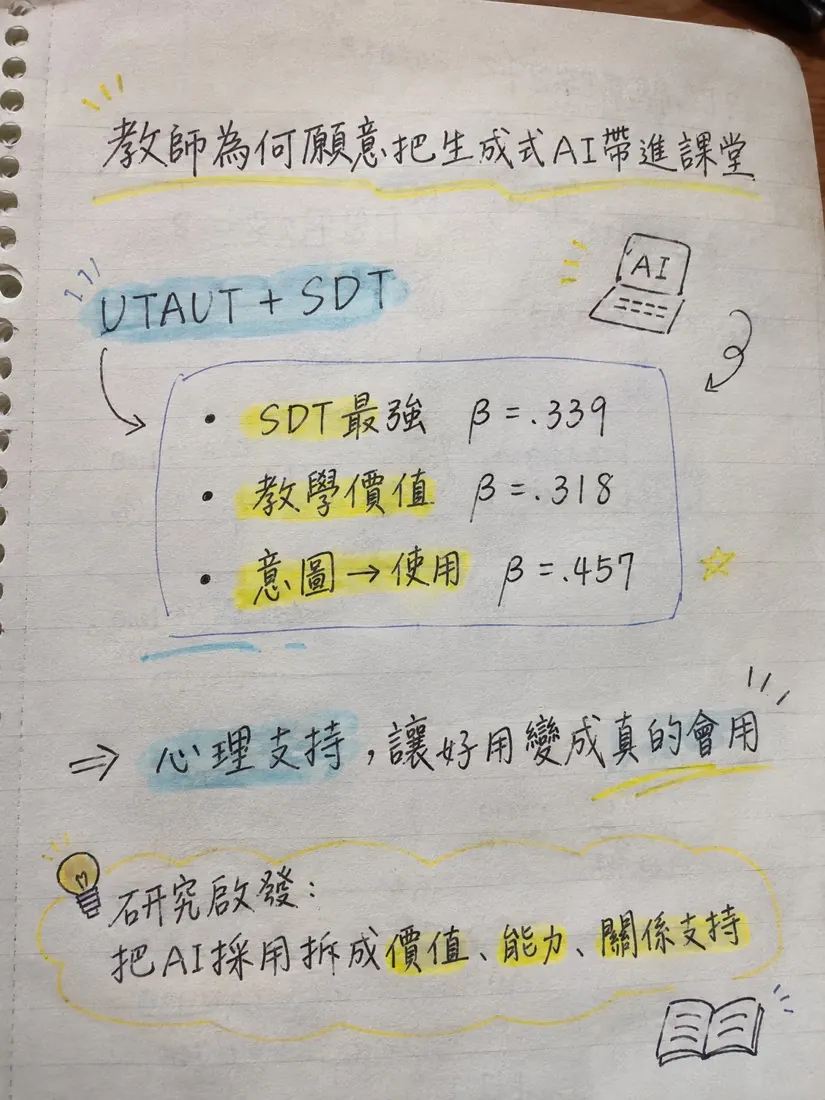 教師為何願意把生成式AI帶進課堂
UTAUT + SDT
AI
• SDT最強 β=.339
• 教學價值 β=.318
• 意圖→使用 β=.457
⇒ 心理支持,讓好用變成真的會用
研究啟發:
把AI採用拆成價值、能力、關係支持